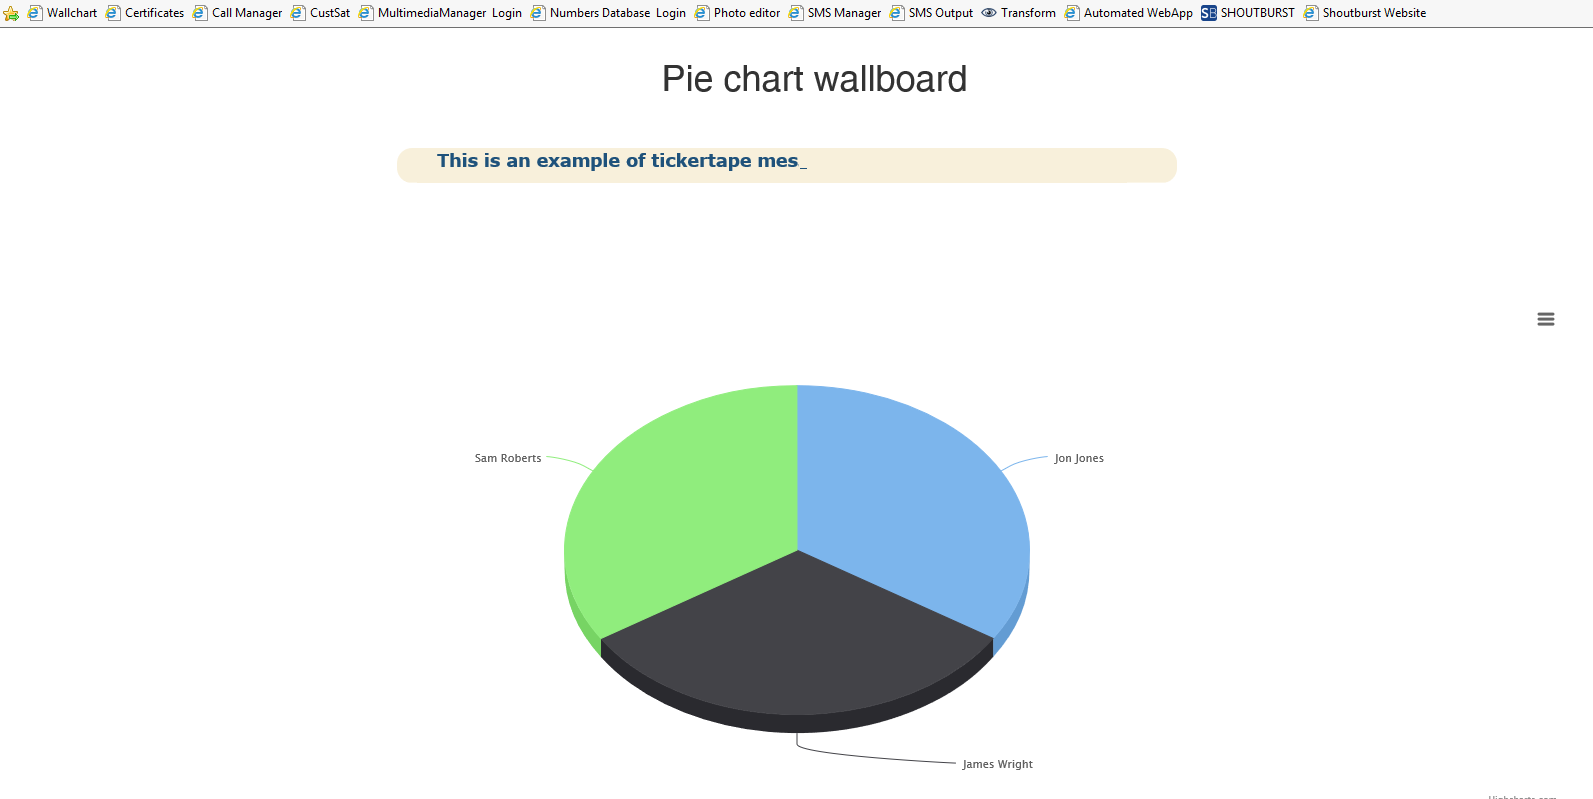 Wallchart Certificates Call Manager CustSat MultimediaManager Login Numbers Database Login Photo editor SMS Manager SMS Output Transform Automated WebApp SB SHOUTBURST Shoutburst Website
Pie chart wallboard
This is an example of tickertape mes_
Sam Roberts
Jon Jones
James Wright
Highcharts.com